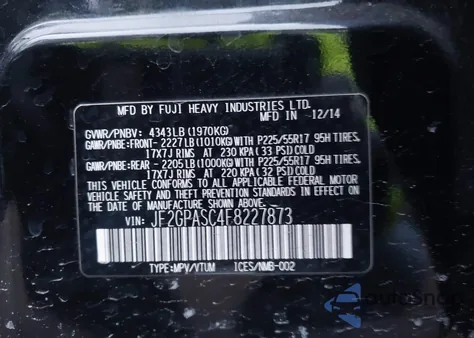 MFD BY FUJI HEAVY INDUSTRIES LTD.
MFD IN 12/14
GVWR/PNBV: 4343LB(1970KG)
GAWR/PNBE:FRONT- 2227LB(1010KG)WITH P225/55R17 95H TIRES.
17X7J RIMS AT 230 KPA(33 PSI)COLD
GAWR/PNBE:REAR - 2205LB(1000KG)WITH P225/55R17 95H TIRES.
17X7J RIMS AT 220 KPA(32 PSI)COLD
THIS VEHICLE CONFORMS TO ALL APPLICABLE FEDERAL MOTOR
VEHICLE SAFETY AND THEFT PREVENTION STANDARDS IN EFFECT
ON THE DATE OF MANUFACTURE SHOWN ABOVE.
JF2GPASC4F8227873
TYPE:MPV/VTUM ICES/NMB-002
AutoSnap